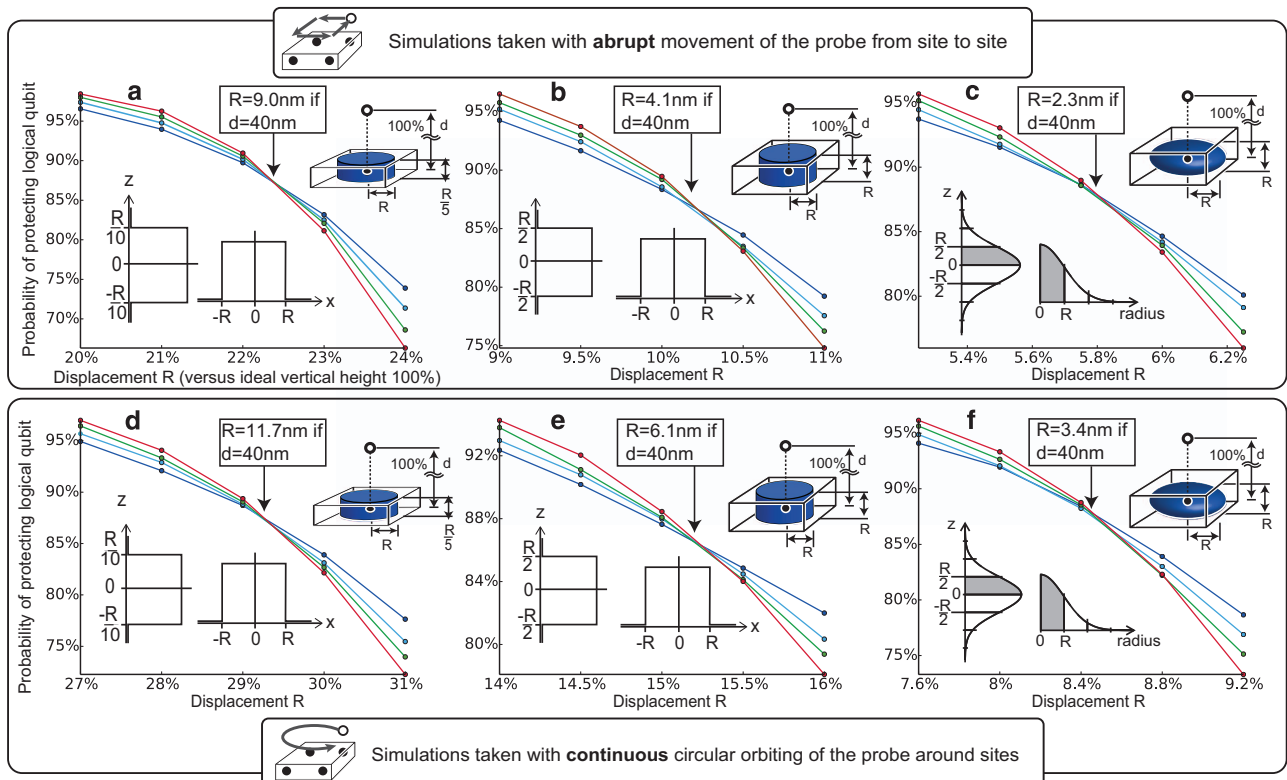 Simulations taken with abrupt movement of the probe from site to site
Probability of protecting logical qubit
a
R=9.0nm if
d=40nm
100%
d
R
R
5
z
R
10
0
-R
10
-R
0
R
x
95%
90%
85%
80%
75%
70%
20%
21%
22%
23%
24%
Displacement R (versus ideal vertical height 100%)
b
R=4.1nm if
d=40nm
100%
d
R
R
z
R
2
0
-R
2
-R
0
R
x
95%
90%
85%
80%
75%
9%
9.5%
10%
10.5%
11%
Displacement R
c
R=2.3nm if
d=40nm
100%
d
R
R
z
R
2
0
-R
2
0
R
radius
95%
90%
85%
80%
5.4%
5.6%
5.8%
6%
6.2%
Displacement R
Probability of protecting logical qubit
d
R=11.7nm if
d=40nm
100%
d
R
R
5
z
R
10
0
-R
10
-R
0
R
x
95%
90%
85%
80%
75%
27%
28%
29%
30%
31%
Displacement R
e
R=6.1nm if
d=40nm
100%
d
R
R
z
R
2
0
-R
2
-R
0
R
x
92%
88%
84%
80%
14%
14.5%
15%
15.5%
16%
Displacement R
f
R=3.4nm if
d=40nm
100%
d
R
R
z
R
2
0
-R
2
0
R
radius
95%
90%
85%
80%
75%
7.6%
8%
8.4%
8.8%
9.2%
Displacement R
Simulations taken with continuous circular orbiting of the probe around sites